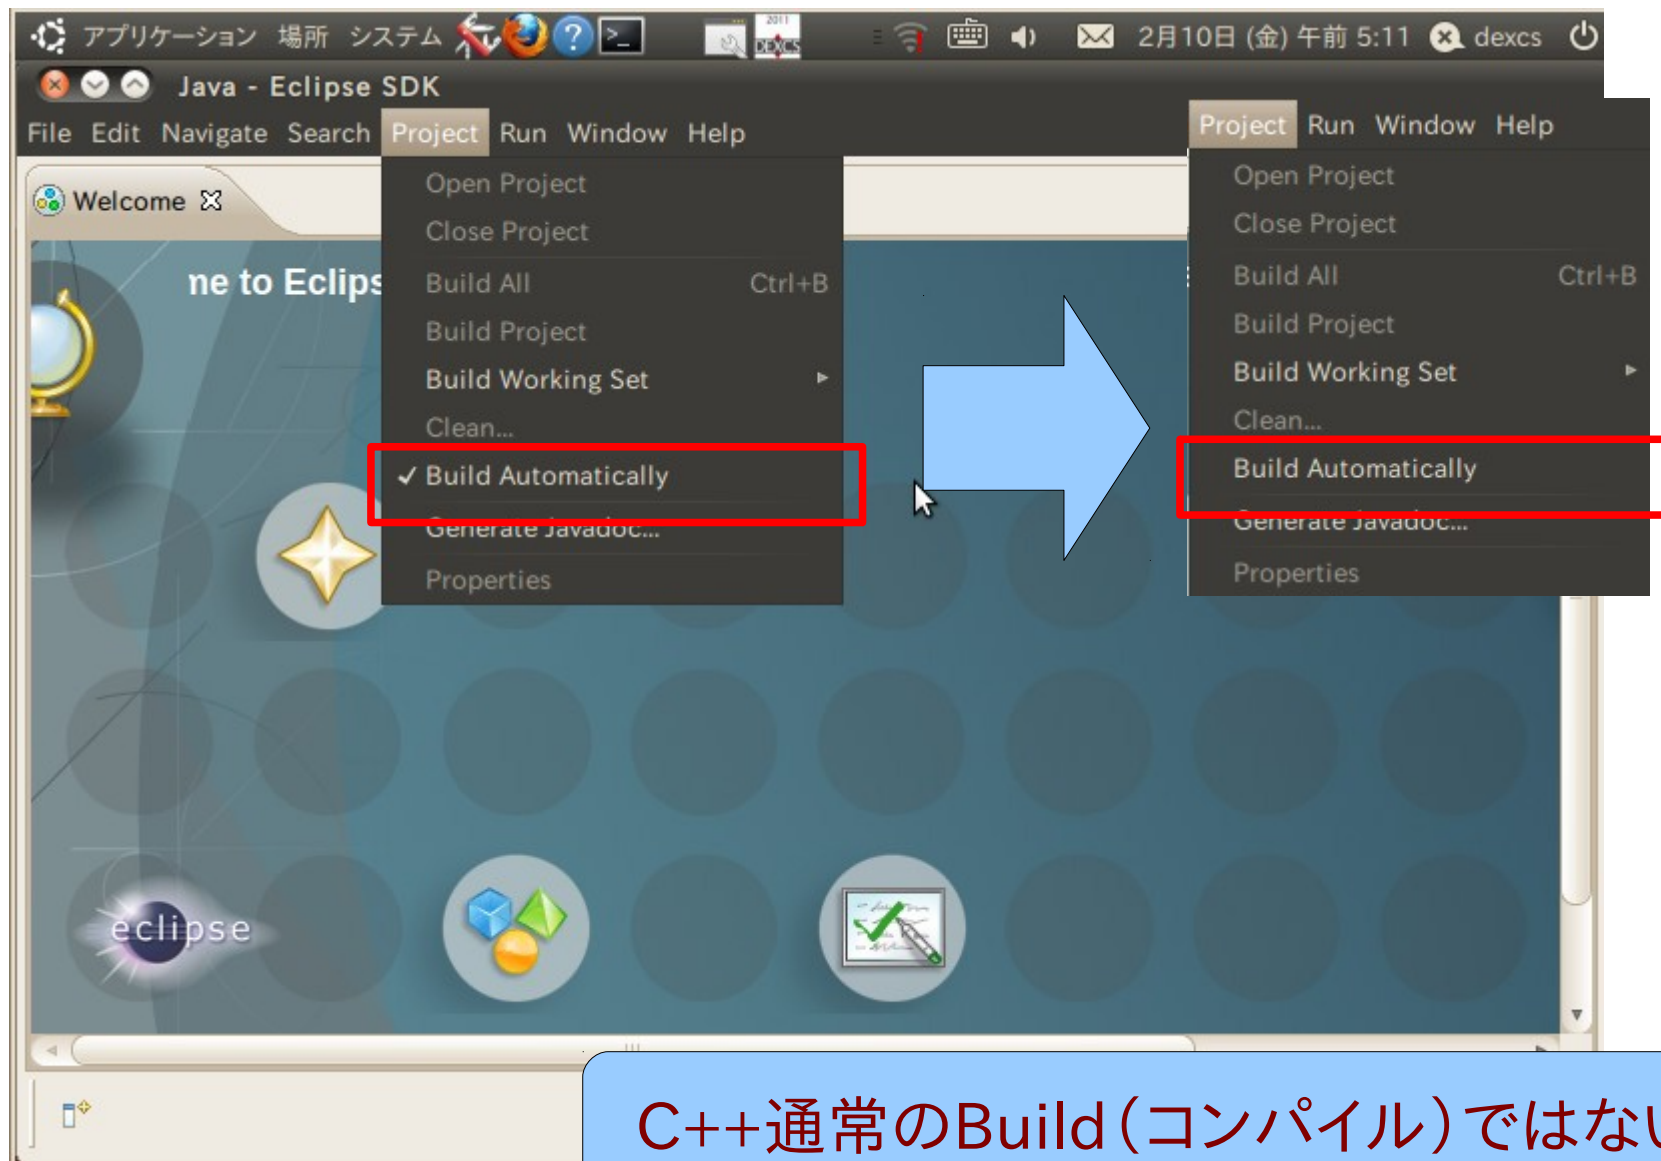 アプリケーション 場所 システム
2011
DEXCS
2月10日 (金) 午前 5:11
dexcs
Java - Eclipse SDK
File Edit Navigate Search Project Run Window Help
Welcome
ne to Eclips
Open Project
Close Project
Build All Ctrl+B
Build Project
Build Working Set
Clean...
Build Automatically
Generate Javadoc...
Properties
Project Run Window Help
Open Project
Close Project
Build All Ctrl+B
Build Project
Build Working Set
Clean...
Build Automatically
Generate Javadoc...
Properties
eclipse
C++通常のBuild（コンパイル）ではない